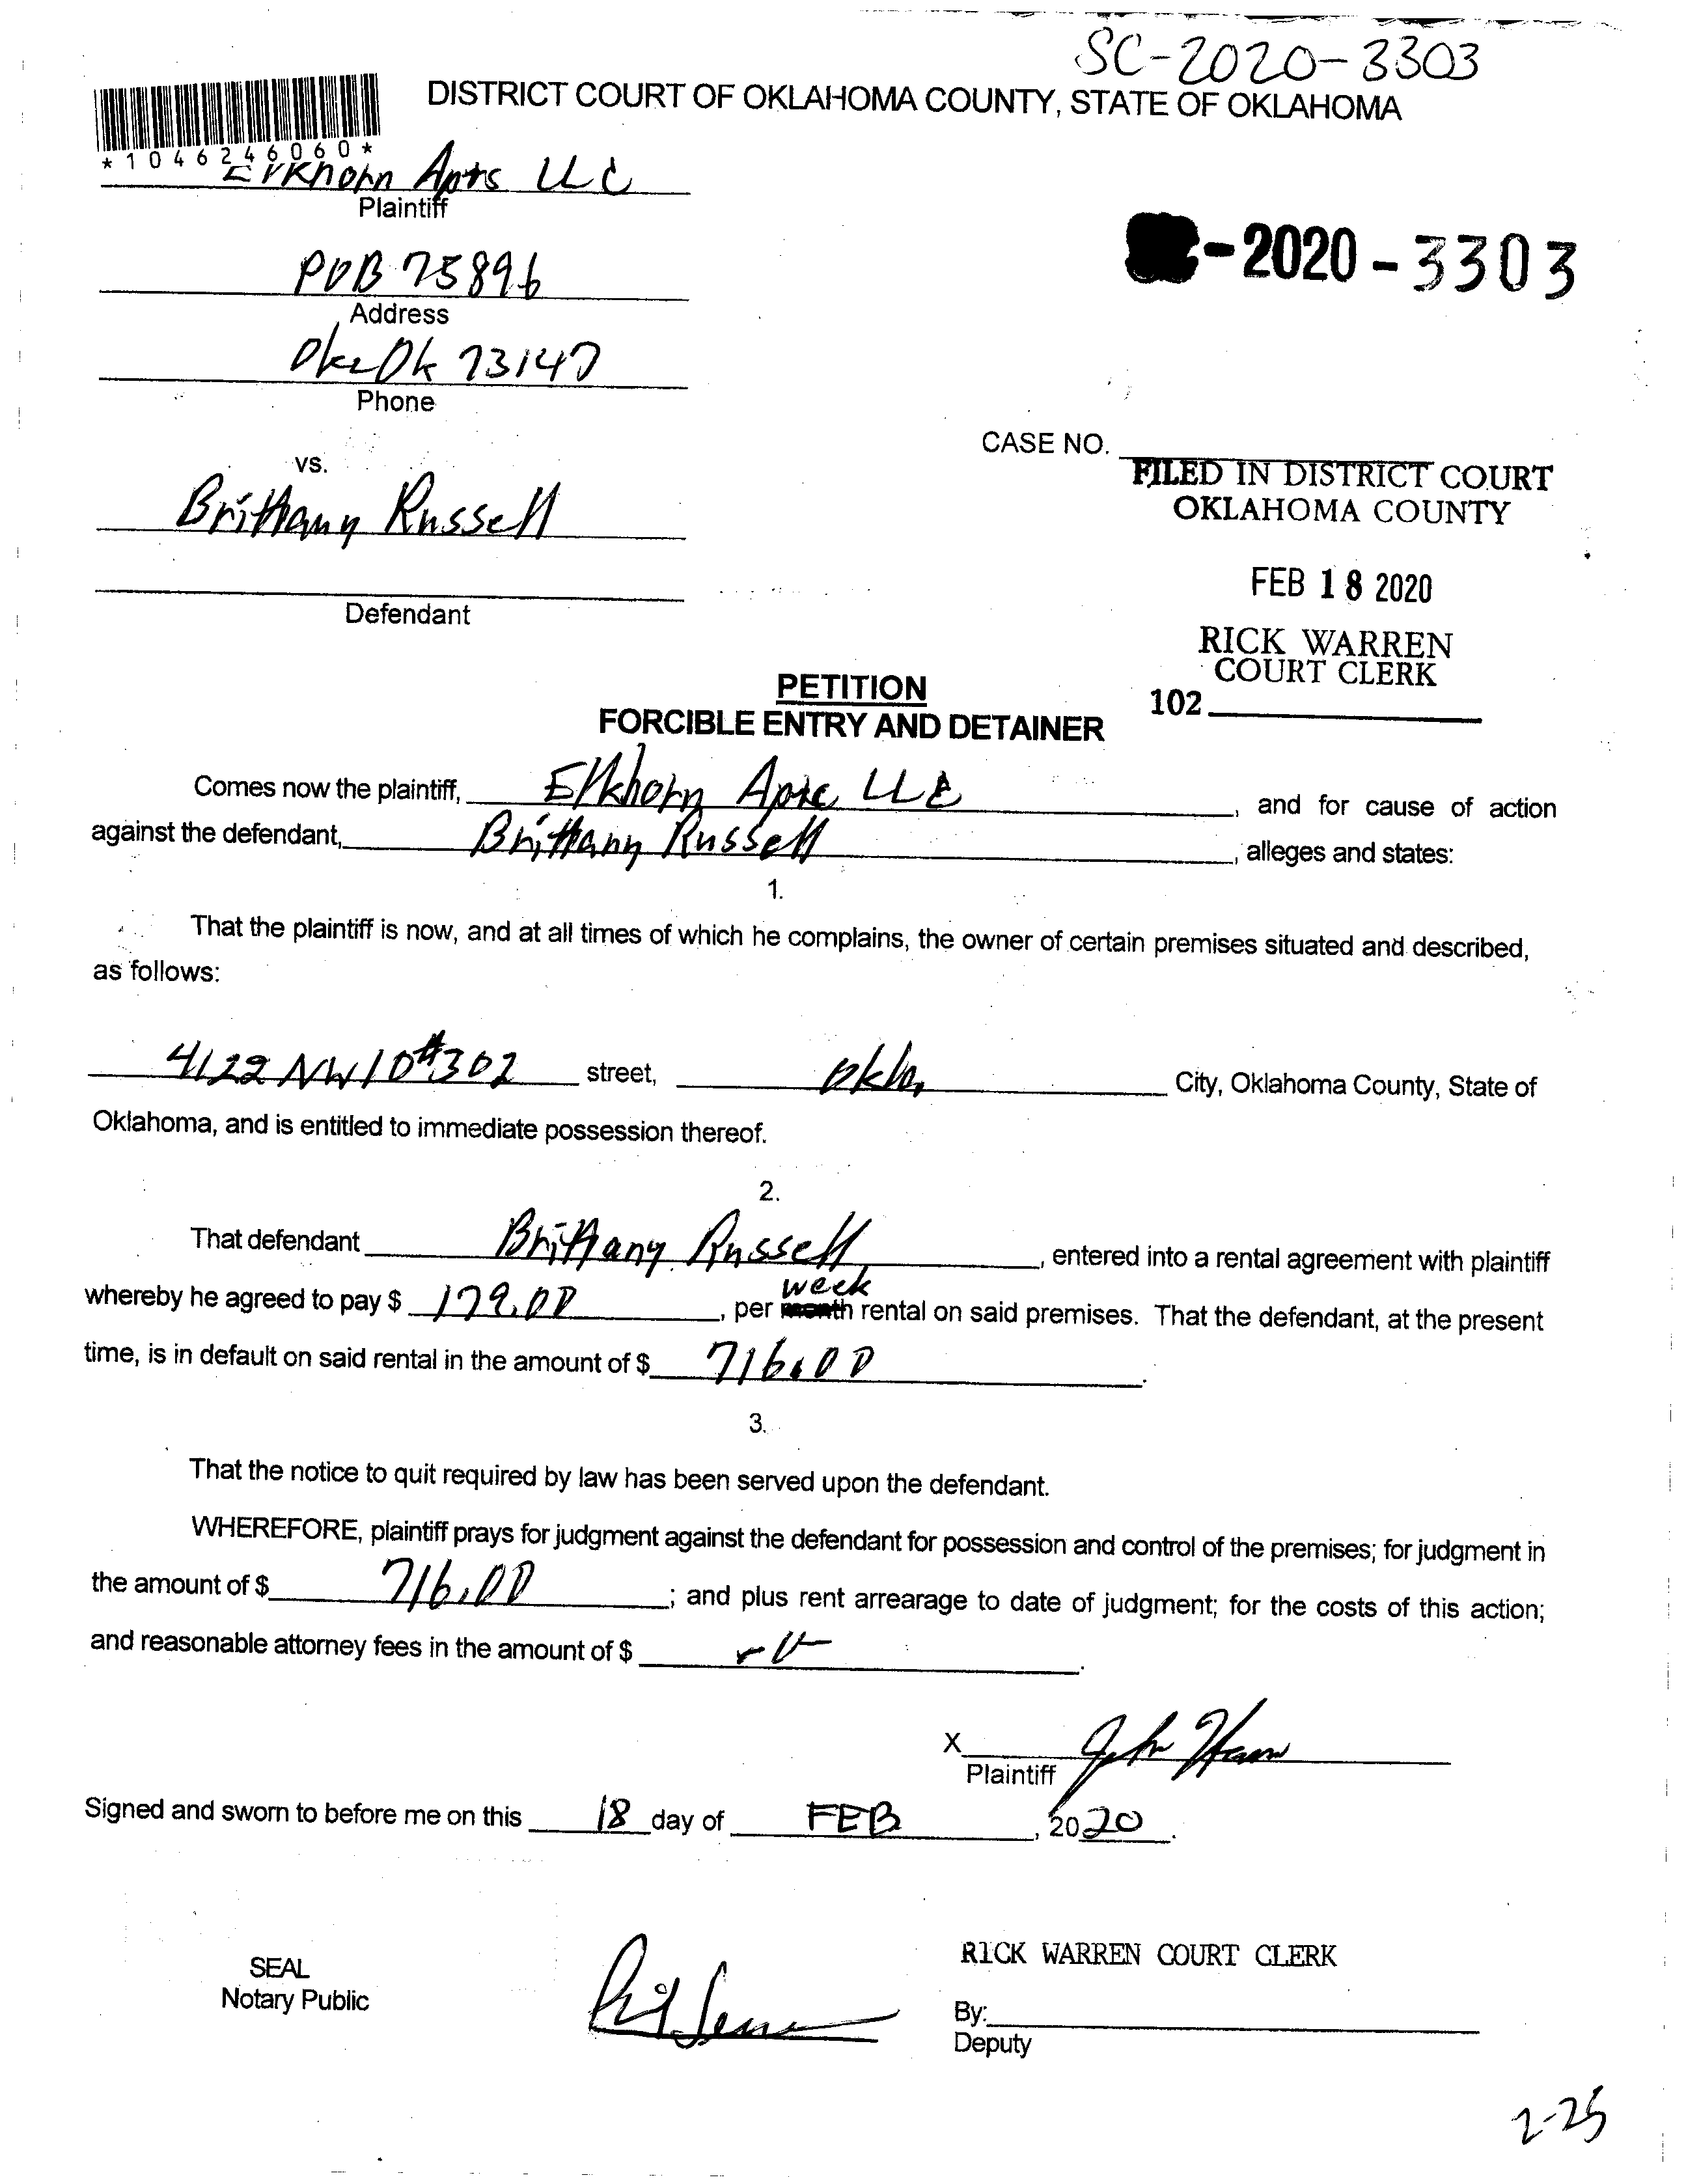 SC-2020-3303
DISTRICT COURT OF OKLAHOMA COUNTY, STATE OF OKLAHOMA
*1046246060*
Elkhorn Apts LLC
Plaintiff
-2020-3303
POB 75896
Address
Okc Ok 73147
Phone
CASE NO.
vs.
FILED IN DISTRICT COURT
OKLAHOMA COUNTY
Brittany Russell
FEB 18 2020
Defendant
RICK WARREN
COURT CLERK
102
PETITION
FORCIBLE ENTRY AND DETAINER
Comes now the plaintiff, Elkhorn Apts LLC, and for cause of action
against the defendant, Brittany Russell, alleges and states:
1.
That the plaintiff is now, and at all times of which he complains, the owner of certain premises situated and described,
as follows:
4122 NW 10 #302 street, Okla, City, Oklahoma County, State of
Oklahoma, and is entitled to immediate possession thereof.
2.
That defendant Brittany Russell, entered into a rental agreement with plaintiff
week
whereby he agreed to pay $ 179.00, per month rental on said premises. That the defendant, at the present
time, is in default on said rental in the amount of $ 716.00.
3.
That the notice to quit required by law has been served upon the defendant.
WHEREFORE, plaintiff prays for judgment against the defendant for possession and control of the premises; for judgment in
the amount of $ 716.00; and plus rent arrearage to date of judgment; for the costs of this action;
and reasonable attorney fees in the amount of $
X
Plaintiff
Signed and sworn to before me on this 18 day of FEB, 2020.
RICK WARREN COURT CLERK
SEAL
Notary Public
By:
Deputy
2-25